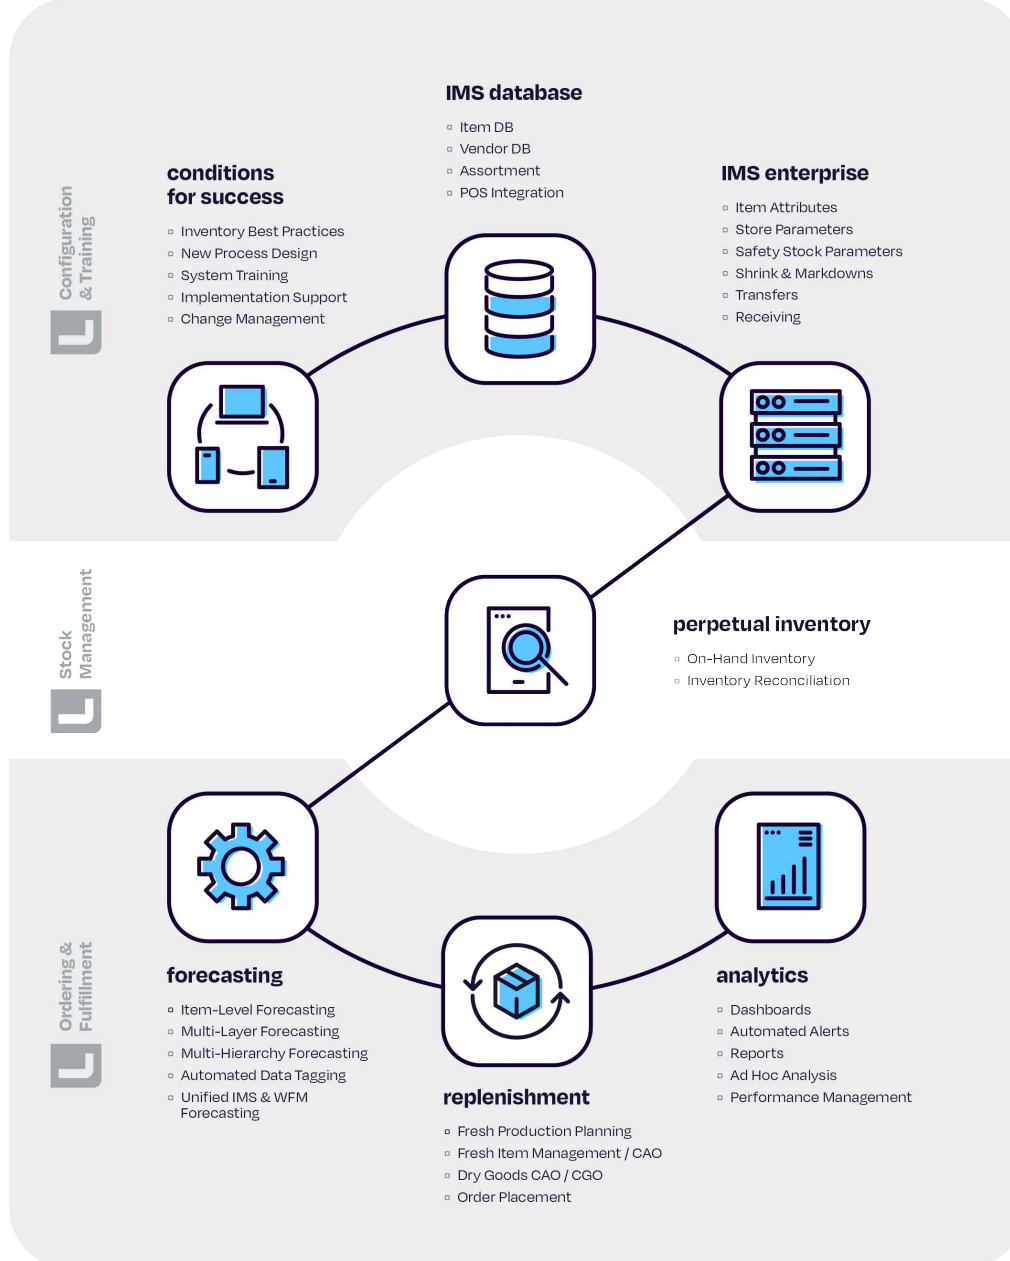 Configuration
& Training
conditions
for success
Inventory Best Practices
New Process Design
System Training
Implementation Support
Change Management
IMS database
Item DB
Vendor DB
Assortment
POS Integration
IMS enterprise
Item Attributes
Store Parameters
Safety Stock Parameters
Shrink & Markdowns
Transfers
Receiving
Stock
Management
perpetual inventory
On-Hand Inventory
Inventory Reconciliation
Ordering &
Fulfillment
forecasting
Item-Level Forecasting
Multi-Layer Forecasting
Multi-Hierarchy Forecasting
Automated Data Tagging
Unified IMS & WFM
Forecasting
replenishment
Fresh Production Planning
Fresh Item Management / CAO
Dry Goods CAO / CGO
Order Placement
analytics
Dashboards
Automated Alerts
Reports
Ad Hoc Analysis
Performance Management